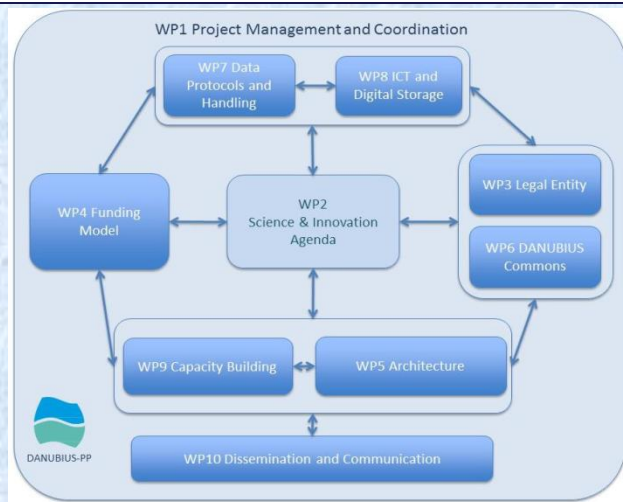 WP1 Project Management and Coordination
WP7 Data
Protocols and
Handling
WP8 ICT and
Digital Storage
WP4 Funding
Model
WP2
Science & Innovation
Agenda
WP3 Legal Entity
WP6 DANUBIUS
Commons
WP9 Capacity Building
WP5 Architecture
DANUBIUS-PP
WP10 Dissemination and Communication